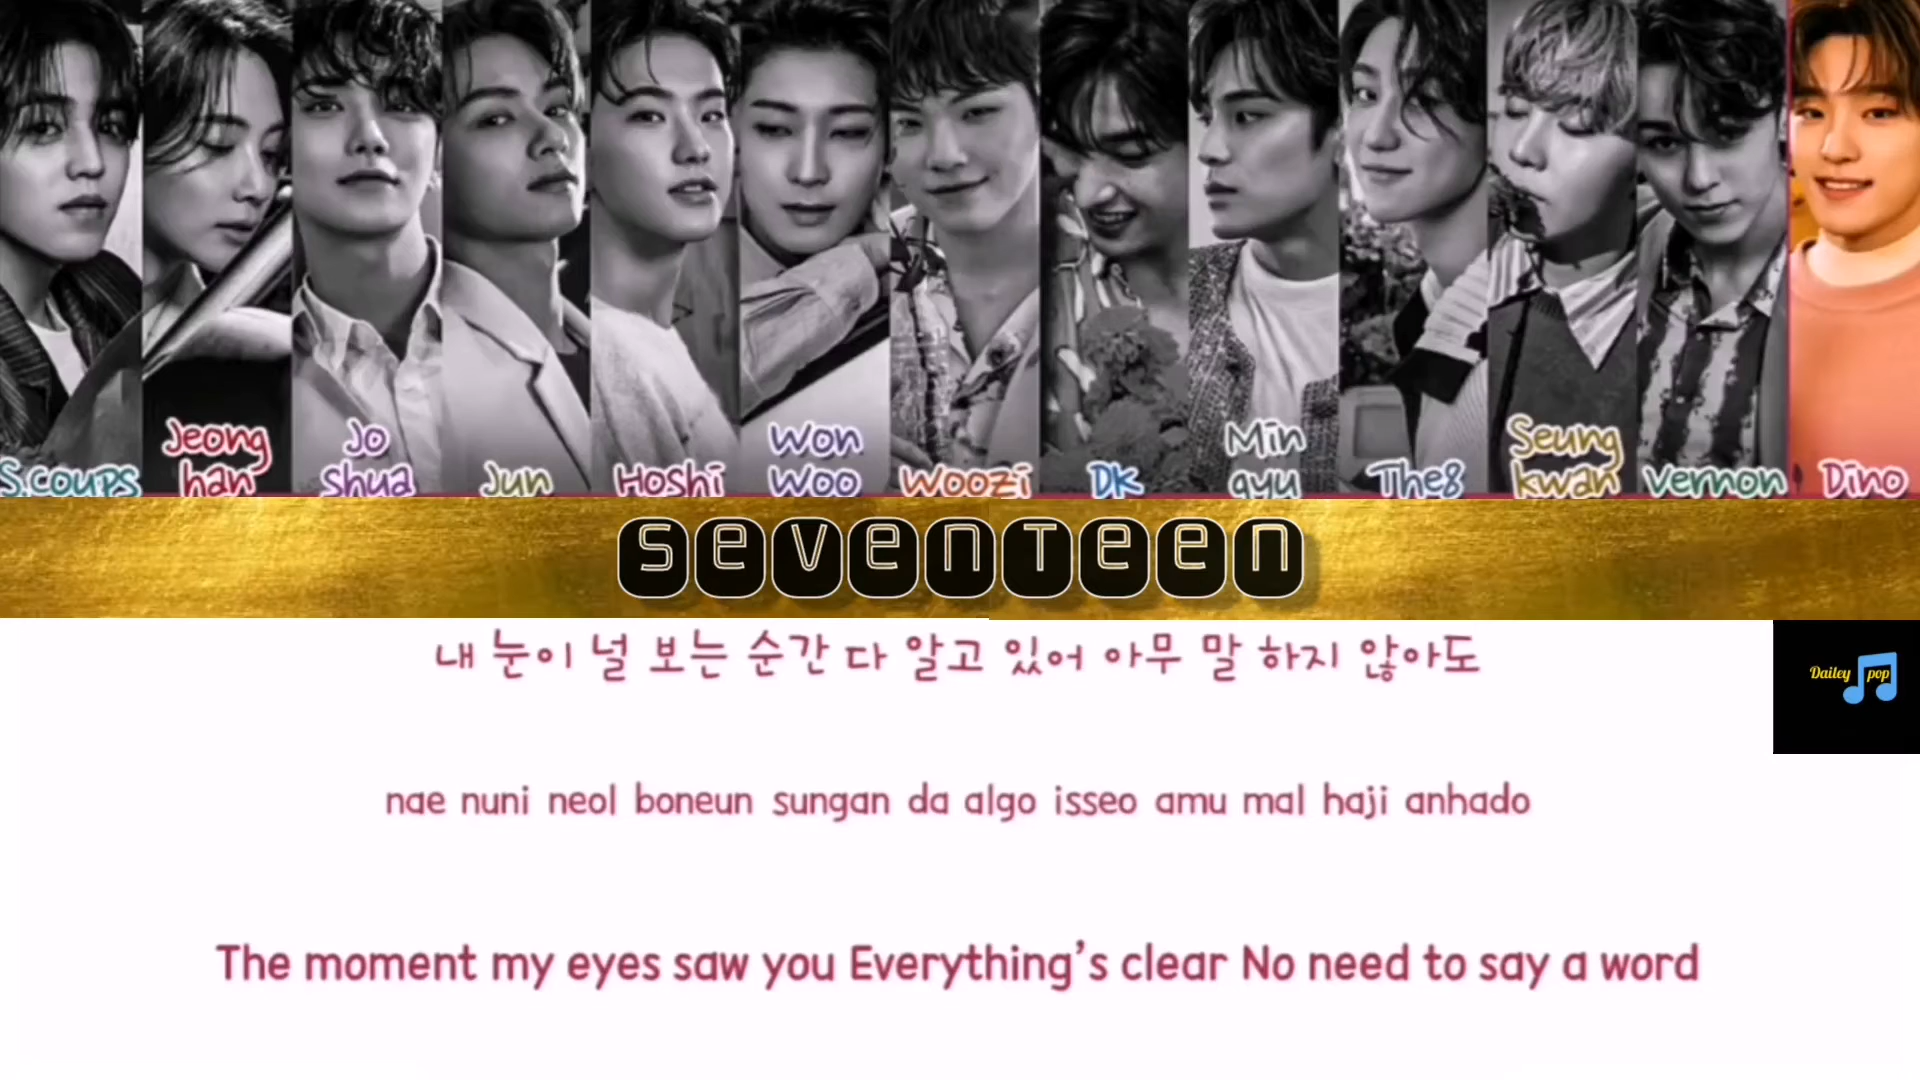 S.coups
Jeong
han
Jo
shua
Jun
Hoshi
Won
Woo
Woozi
DK
Min
gyu
The8
Seung
kwan
vernon
Dino
SeVenTeen
내 눈이 널 보는 순간 다 알고 있어 아무 말 하지 않아도
Dailey pop
nae nuni neol boneun sungan da algo isseo amu mal haji anhado
The moment my eyes saw you Everything's clear No need to say a word